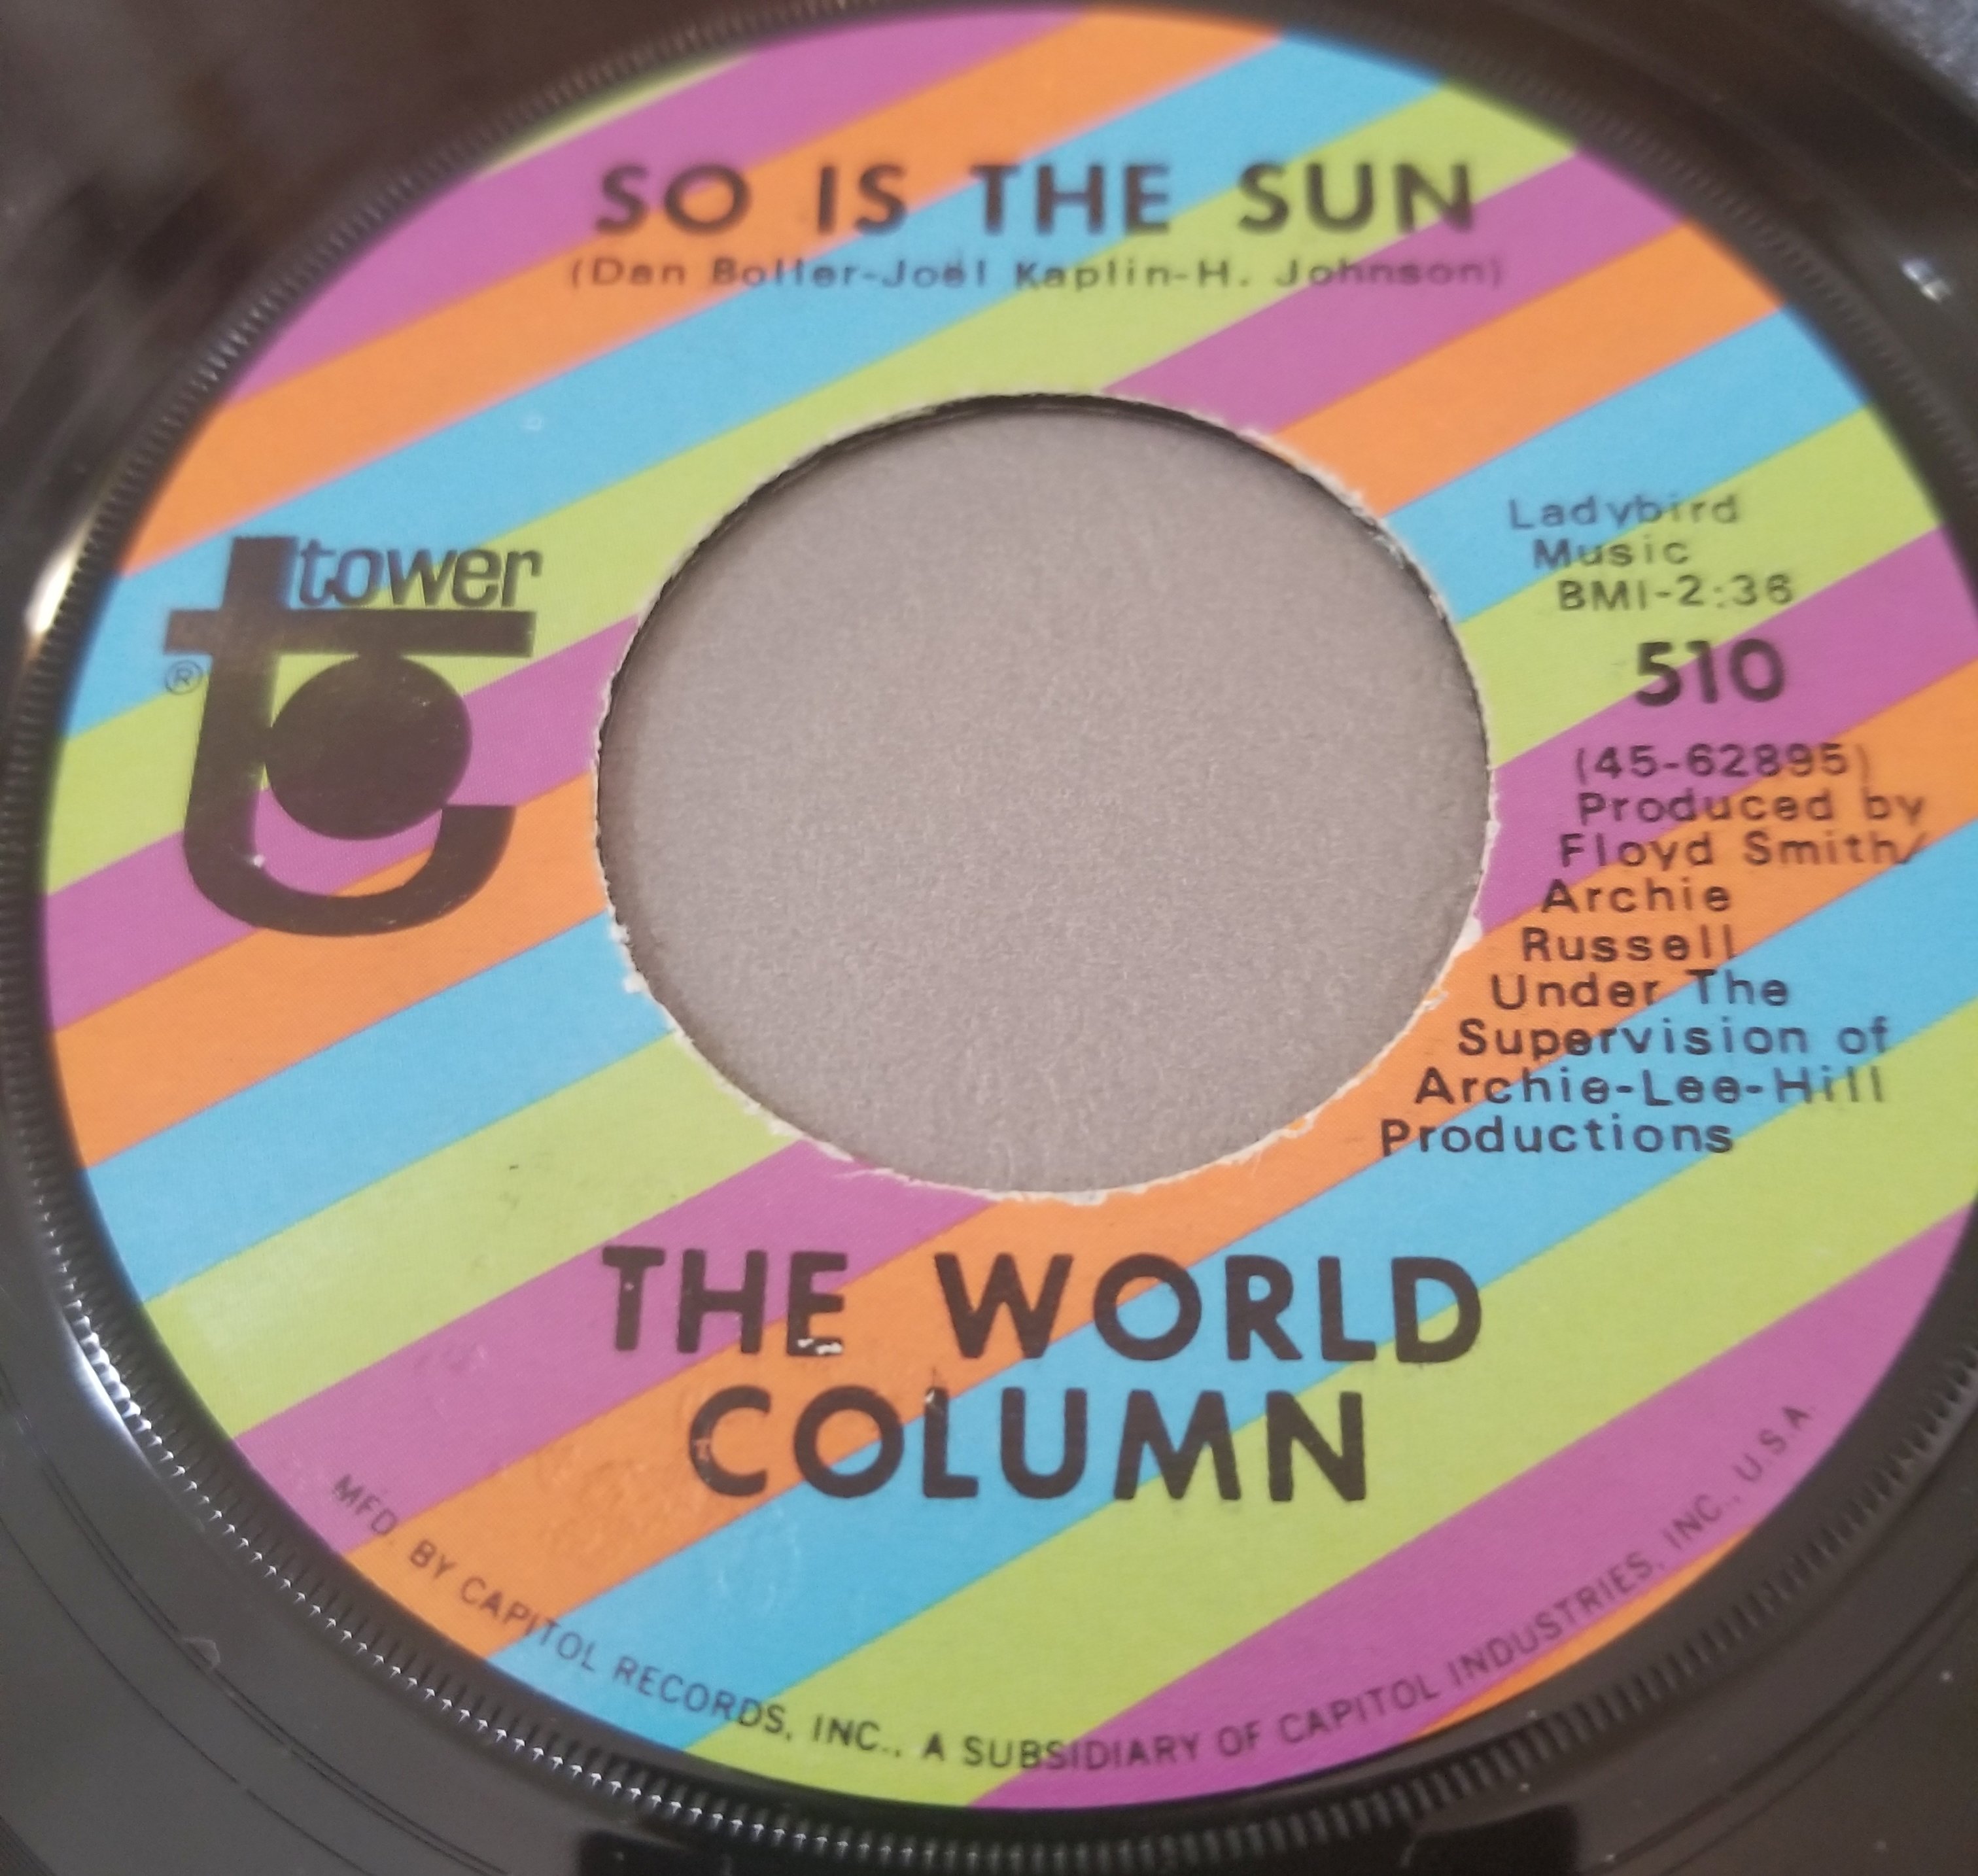 SO IS THE SUN
(Dan Boller-Joel Kaplin-H. Johnson)
tower
®
Ladybird
Music
BMI-2:36
510
(45-62895)
Produced by
Floyd Smith/
Archie
Russell
Under The
Supervision of
Archie-Lee-Hill
Productions
THE WORLD
COLUMN
MFD. BY CAPITOL RECORDS, INC., A SUBSIDIARY OF CAPITOL INDUSTRIES, INC., U.S.A.